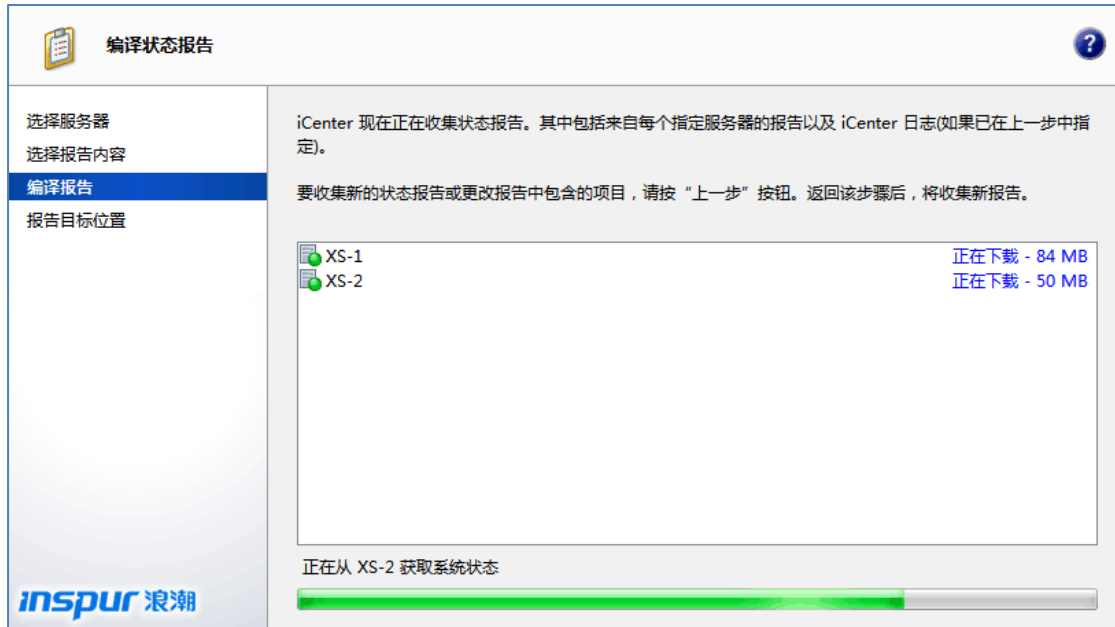 编译状态报告
?
选择服务器
选择报告内容
编译报告
报告目标位置
iCenter 现在正在收集状态报告。其中包括来自每个指定服务器的报告以及 iCenter 日志(如果已在上一步中指
定)。
要收集新的状态报告或更改报告中包含的项目，请按“上一步”按钮。返回该步骤后，将收集新报告。
XS-1 正在下载 - 84 MB
XS-2 正在下载 - 50 MB
正在从 XS-2 获取系统状态
inspur 浪潮